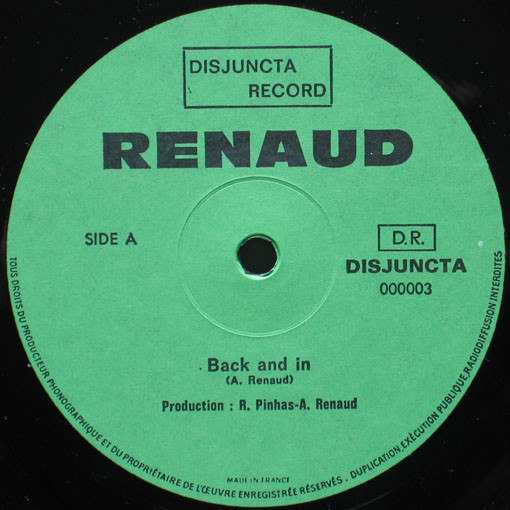 DISJUNCTA
RECORD
RENAUD
SIDE A
D.R.
DISJUNCTA
000003
Back and in
(A. Renaud)
Production : R. Pinhas-A. Renaud
MADE IN FRANCE
TOUS DROITS DU PRODUCTEUR PHONOGRAPHIQUE ET DU PROPRIÉTAIRE DE L'ŒUVRE ENREGISTRÉE RÉSERVÉS . DUPLICATION, EXÉCUTION PUBLIQUE, RADIODIFFUSION INTERDITES